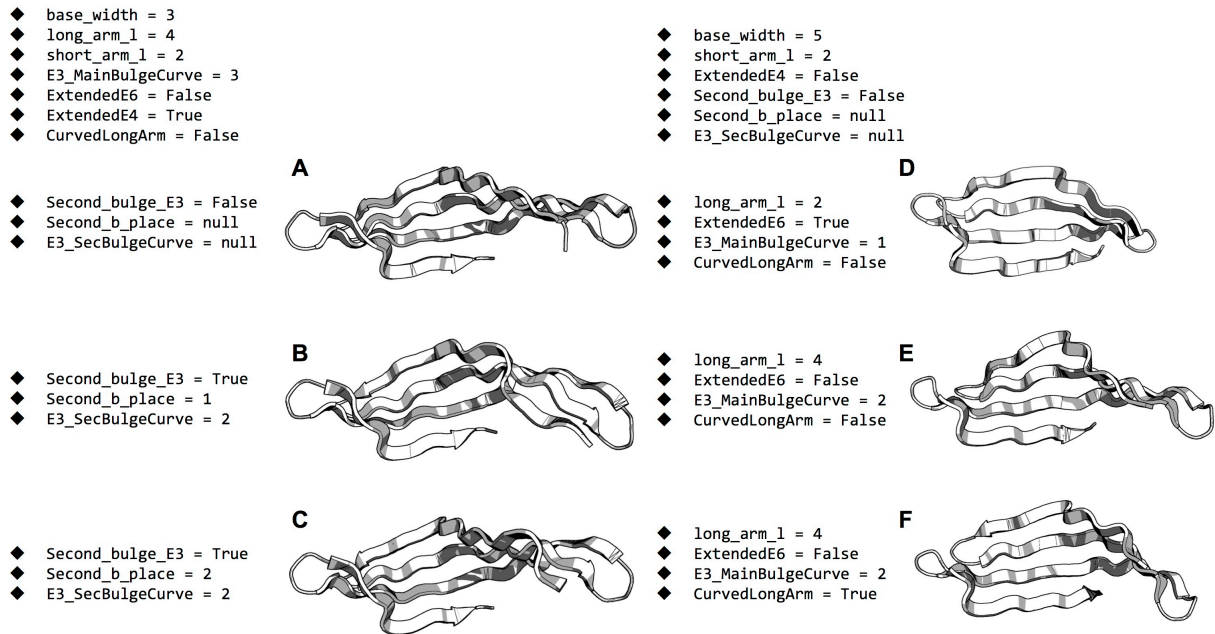 ◆ base_width = 3
◆ long_arm_l = 4
◆ short_arm_l = 2
◆ E3_MainBulgeCurve = 3
◆ ExtendedE6 = False
◆ ExtendedE4 = True
◆ CurvedLongArm = False
A
◆ Second_bulge_E3 = False
◆ Second_b_place = null
◆ E3_SecBulgeCurve = null
B
◆ Second_bulge_E3 = True
◆ Second_b_place = 1
◆ E3_SecBulgeCurve = 2
C
◆ Second_bulge_E3 = True
◆ Second_b_place = 2
◆ E3_SecBulgeCurve = 2
◆ base_width = 5
◆ short_arm_l = 2
◆ ExtendedE4 = False
◆ Second_bulge_E3 = False
◆ Second_b_place = null
◆ E3_SecBulgeCurve = null
D
◆ long_arm_l = 2
◆ ExtendedE6 = True
◆ E3_MainBulgeCurve = 1
◆ CurvedLongArm = False
E
◆ long_arm_l = 4
◆ ExtendedE6 = False
◆ E3_MainBulgeCurve = 2
◆ CurvedLongArm = False
F
◆ long_arm_l = 4
◆ ExtendedE6 = False
◆ E3_MainBulgeCurve = 2
◆ CurvedLongArm = True